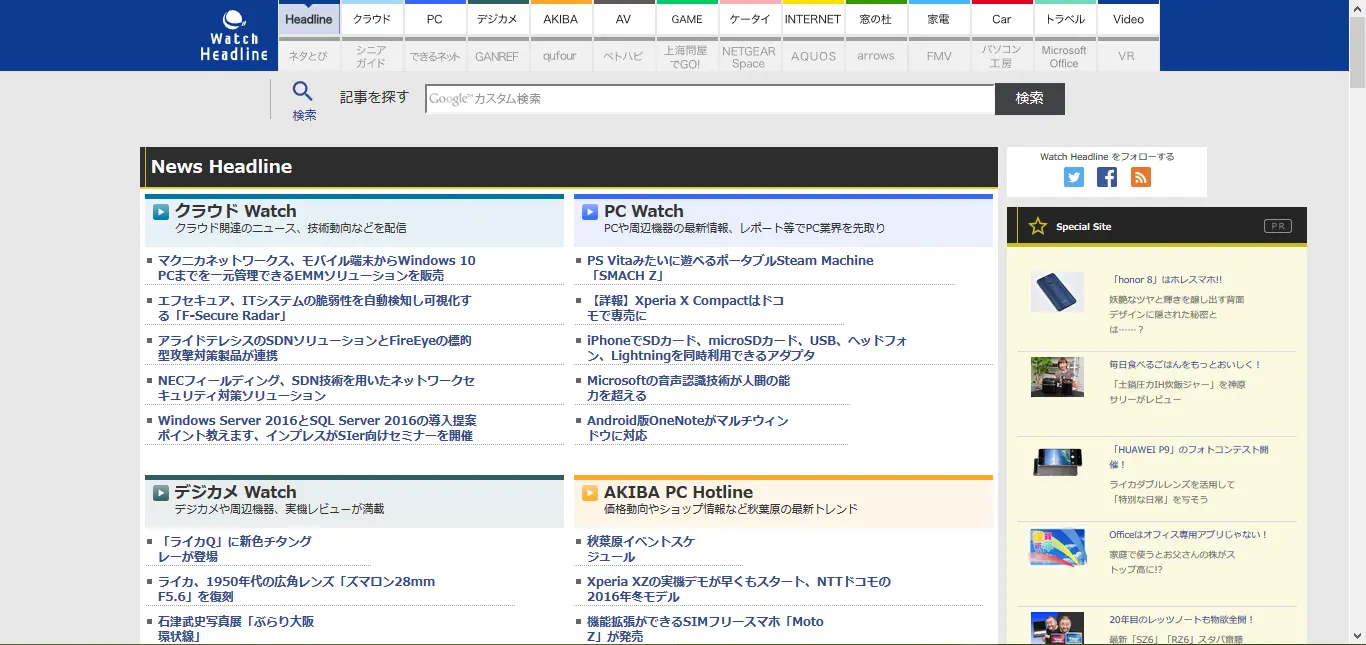 Watch
Headline
Headline
クラウド
PC
デジカメ
AKIBA
AV
GAME
ケータイ
INTERNET
窓の杜
家電
Car
トラベル
Video
ネタとぴ
シニア
ガイド
できるネット
GANREF
qufour
ベトハピ
上海問屋
でGO!
NETGEAR
Space
AQUOS
arrows
FMV
パソコン
工房
Microsoft
Office
VR
検索
記事を探す
Google™カスタム検索
検索
News Headline
クラウド Watch
クラウド関連のニュース、技術動向などを配信
マクニカネットワークス、モバイル端末からWindows 10
PCまでを一元管理できるEMMソリューションを販売
エフセキュア、ITシステムの脆弱性を自動検知し可視化す
る「F-Secure Radar」
アライドテレシスのSDNソリューションとFireEyeの標的
型攻撃対策製品が連携
NECフィールディング、SDN技術を用いたネットワークセ
キュリティ対策ソリューション
Windows Server 2016とSQL Server 2016の導入提案
ポイント教えます、インプレスがSIer向けセミナーを開催
PC Watch
PCや周辺機器の最新情報、レポート等でPC業界を先取り
PS Vitaみたいに遊べるポータブルSteam Machine
「SMACH Z」
【詳報】Xperia X Compactはドコ
モで専売に
iPhoneでSDカード、microSDカード、USB、ヘッドフォ
ン、Lightningを同時利用できるアダプタ
Microsoftの音声認識技術が人間の能
力を超える
Android版OneNoteがマルチウィン
ドウに対応
デジカメ Watch
デジカメや周辺機器、実機レビューが満載
「ライカQ」に新色チタング
レーが登場
ライカ、1950年代の広角レンズ「ズマロン28mm
F5.6」を復刻
石津武史写真展「ぶらり大阪
環状線」
AKIBA PC Hotline
価格動向やショップ情報など秋葉原の最新トレンド
秋葉原イベントスケ
ジュール
Xperia XZの実機デモが早くもスタート、NTTドコモの
2016年冬モデル
機能拡張ができるSIMフリースマホ「Moto
Z」が発売
Watch Headline をフォローする
Special Site
PR
「honor 8」はホレスマホ!!
妖艶なツヤと輝きを醸し出す背面
デザインに隠された秘密と
は……？
毎日食べるごはんをもっとおいしく！
「土鍋圧力IH炊飯ジャー」を神原
サリーがレビュー
「HUAWEI P9」のフォトコンテスト開
催！
ライカダブルレンズを活用して
「特別な日常」を写そう
Officeはオフィス専用アプリじゃない！
家庭で使うとお父さんの株がス
トップ高に!?
20年目のレッツノートも物欲全開！
最新「SZ6」「RZ6」スタパ齋藤